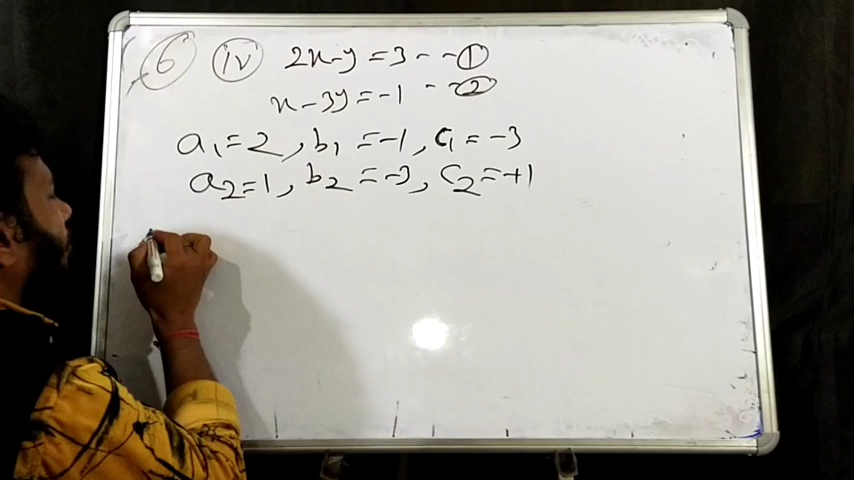 6 iv 2x-y=3 --1
x-3y=-1 --2
a₁=2, b₁=-1, c₁=-3
a₂=1, b₂=-3, c₂=+1